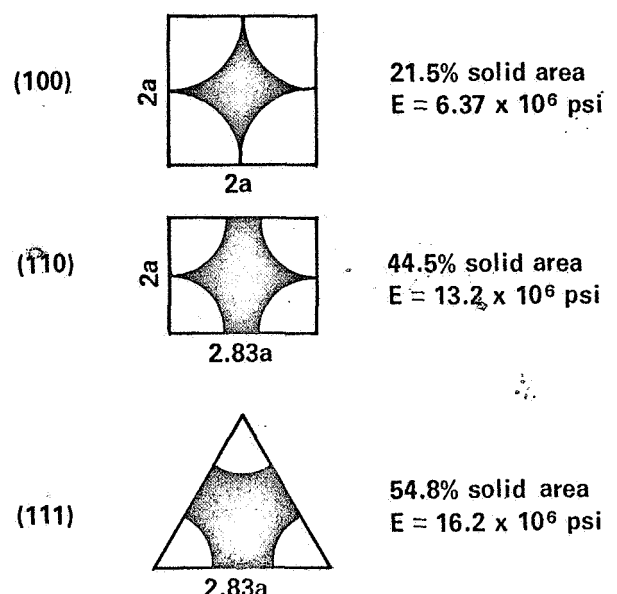 (100)
2a
2a
21.5% solid area
E = 6.37 x 10⁶ psi
(110)
2a
2.83a
44.5% solid area
E = 13.2 x 10⁶ psi
(111)
2.83a
54.8% solid area
E = 16.2 x 10⁶ psi